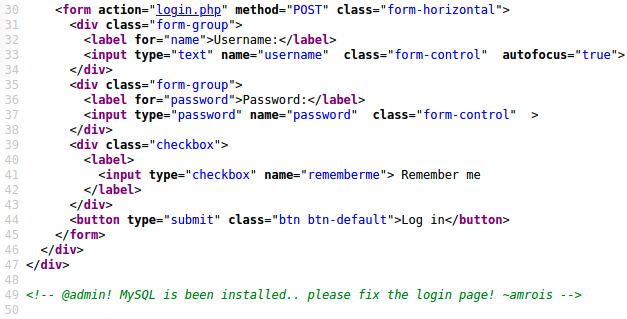 30 <form action="login.php" method="POST" class="form-horizontal">
31 <div class="form-group">
32 <label for="name">Username:</label>
33 <input type="text" name="username"  class="form-control"  autofocus="true">
34 </div>
35 <div class="form-group">
36 <label for="password">Password:</label>
37 <input type="password" name="password"  class="form-control"  >
38 </div>
39 <div class="checkbox">
40 <label>
41 <input type="checkbox" name="rememberme"> Remember me
42 </label>
43 </div>
44 <button type="submit" class="btn btn-default">Log in</button>
45 </form>
46 </div>
47 </div>
48
49 <!-- @admin! MySQL is been installed.. please fix the login page! ~amrois -->
50